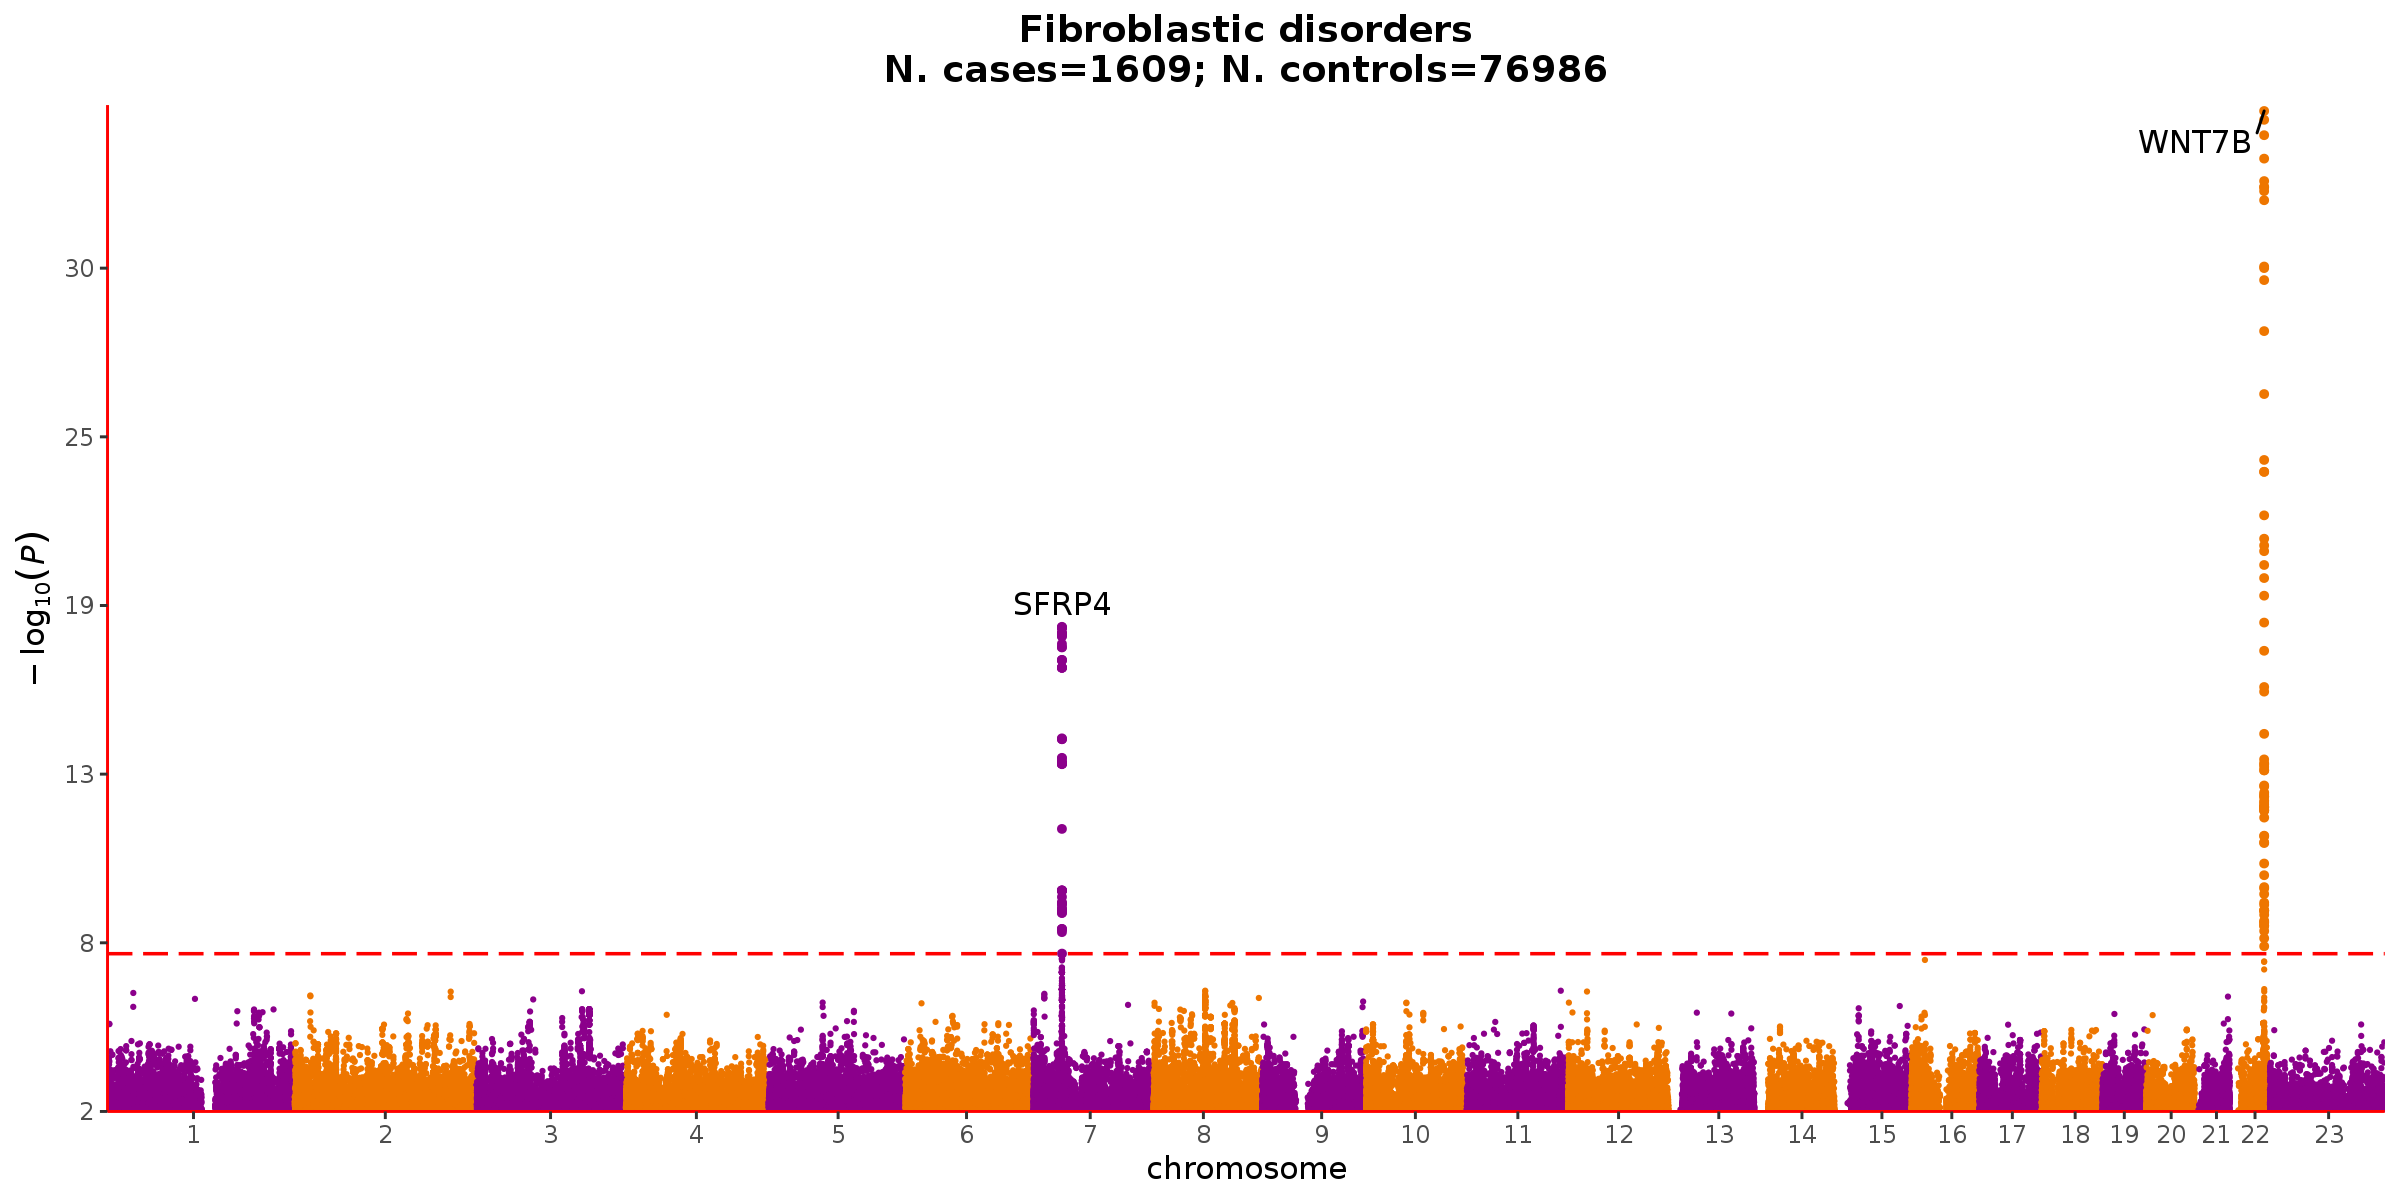 Fibroblastic disorders
N. cases=1609; N. controls=76986
WNT7B
SFRP4
30
25
19
13
8
2
−log10(P)
1 2 3 4 5 6 7 8 9 10 11 12 13 14 15 16 17 18 19 20 21 22 23
chromosome